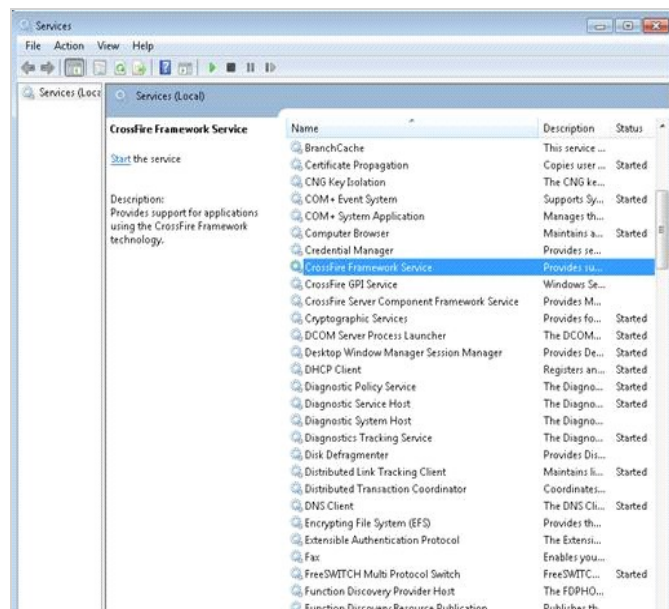 Services
File Action View Help
Services (Loca
Services (Local)
CrossFire Framework Service
Start the service
Description:
Provides support for applications
using the CrossFire Framework
technology.
Name Description Status
BranchCache This service ...
Certificate Propagation Copies user ... Started
CNG Key Isolation The CNG ke...
COM+ Event System Supports Sy... Started
COM+ System Application Manages th...
Computer Browser Maintains a... Started
Credential Manager Provides se...
CrossFire Framework Service Provides su...
CrossFire GPI Service Windows Se...
CrossFire Server Component Framework Service Provides M...
Cryptographic Services Provides fo... Started
DCOM Server Process Launcher The DCOM... Started
Desktop Window Manager Session Manager Provides De... Started
DHCP Client Registers an... Started
Diagnostic Policy Service The Diagno... Started
Diagnostic Service Host The Diagno... Started
Diagnostic System Host The Diagno...
Diagnostics Tracking Service The Diagno... Started
Disk Defragmenter Provides Dis...
Distributed Link Tracking Client Maintains li... Started
Distributed Transaction Coordinator Coordinates...
DNS Client The DNS Cli... Started
Encrypting File System (EFS) Provides th...
Extensible Authentication Protocol The Extensi...
Fax Enables you...
FreeSWITCH Multi Protocol Switch FreeSWITC... Started
Function Discovery Provider Host The FDPHO...
Function Discovery Resource Publication Publishes th...